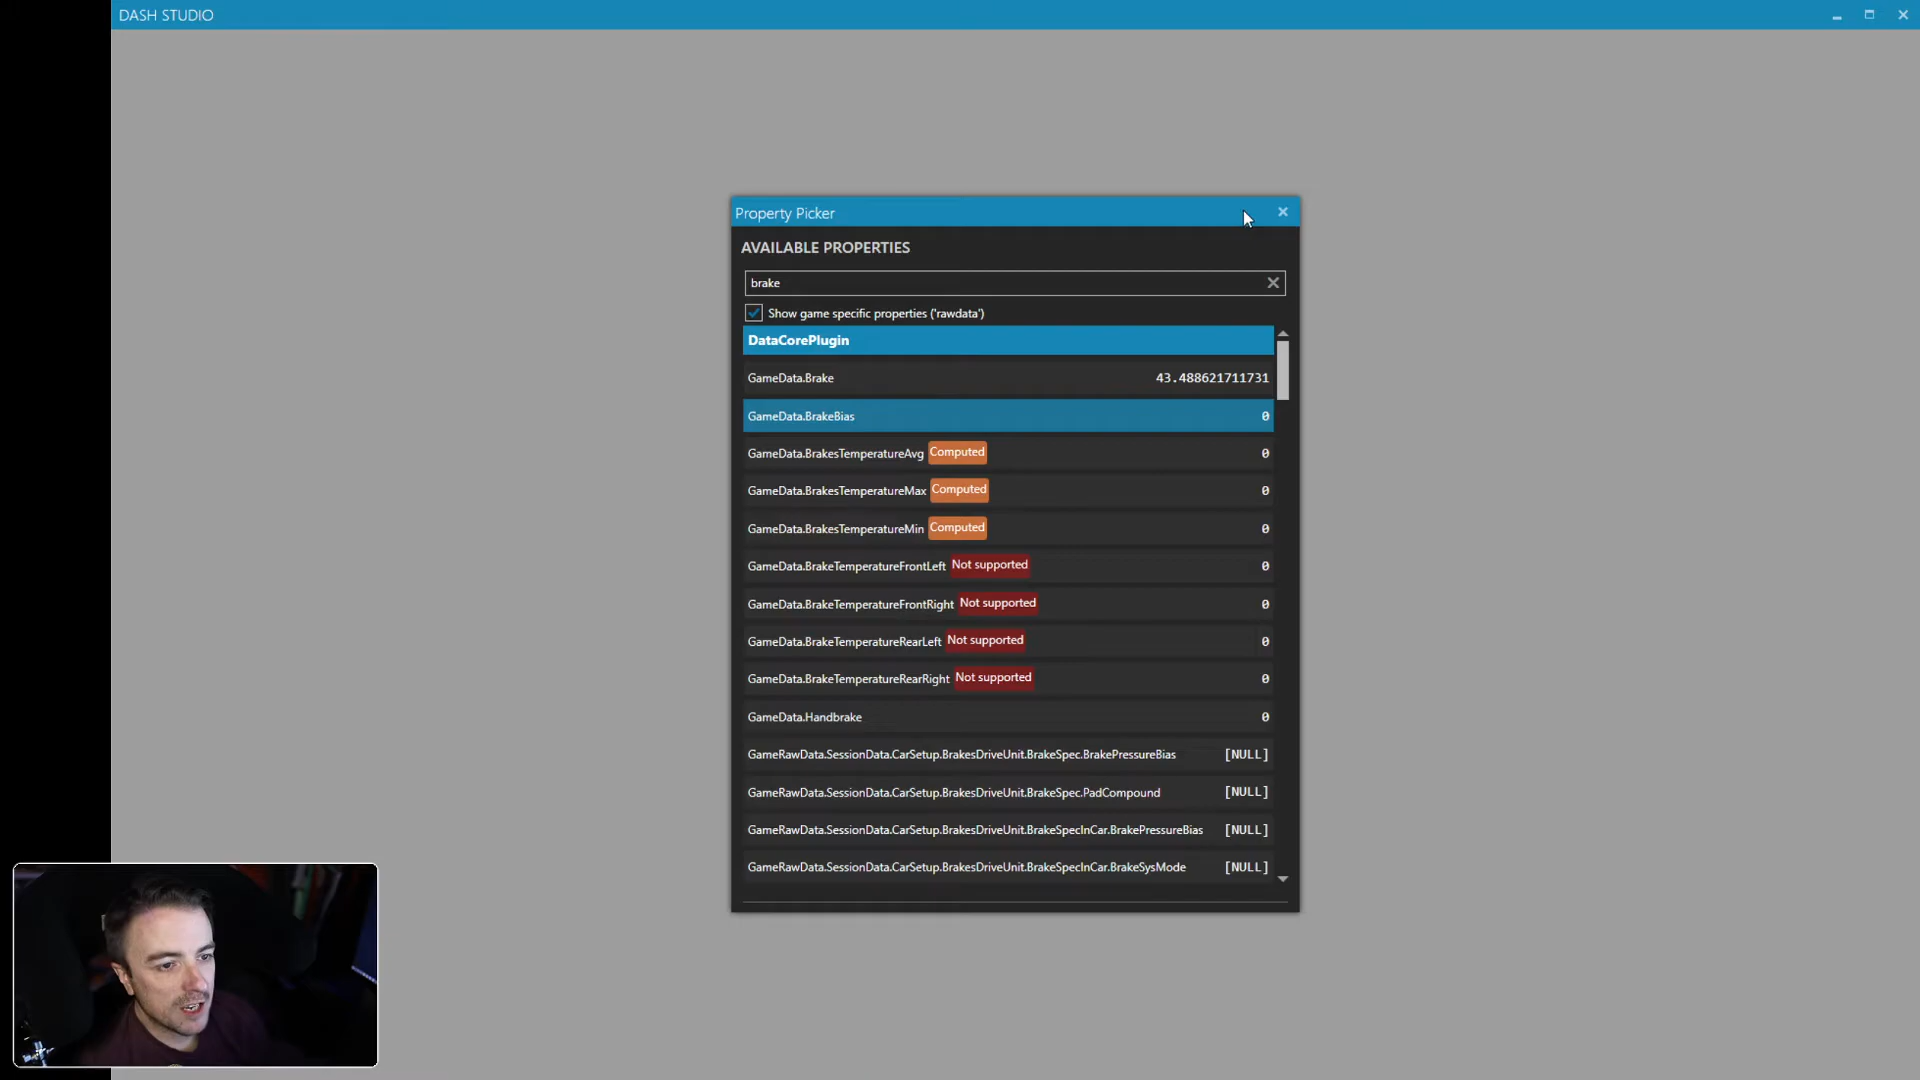 DASH STUDIO
Property Picker
AVAILABLE PROPERTIES
brake
Show game specific properties ('rawdata')
DataCorePlugin
GameData.Brake 43.488621711731
GameData.BrakeBias 0
GameData.BrakesTemperatureAvg Computed 0
GameData.BrakesTemperatureMax Computed 0
GameData.BrakesTemperatureMin Computed 0
GameData.BrakeTemperatureFrontLeft Not supported 0
GameData.BrakeTemperatureFrontRight Not supported 0
GameData.BrakeTemperatureRearLeft Not supported 0
GameData.BrakeTemperatureRearRight Not supported 0
GameData.Handbrake 0
GameRawData.SessionData.CarSetup.BrakesDriveUnit.BrakeSpec.BrakePressureBias [NULL]
GameRawData.SessionData.CarSetup.BrakesDriveUnit.BrakeSpec.PadCompound [NULL]
GameRawData.SessionData.CarSetup.BrakesDriveUnit.BrakeSpecInCar.BrakePressureBias [NULL]
GameRawData.SessionData.CarSetup.BrakesDriveUnit.BrakeSpecInCar.BrakeSysMode [NULL]